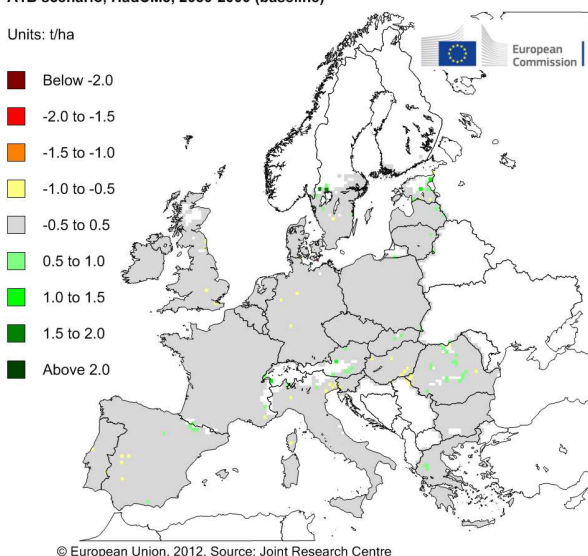 A1B scenario, HadCM3, 2030-2000 (baseline)
Units: t/ha
European
Commission
Below -2.0
-2.0 to -1.5
-1.5 to -1.0
-1.0 to -0.5
-0.5 to 0.5
0.5 to 1.0
1.0 to 1.5
1.5 to 2.0
Above 2.0
© European Union, 2012. Source: Joint Research Centre